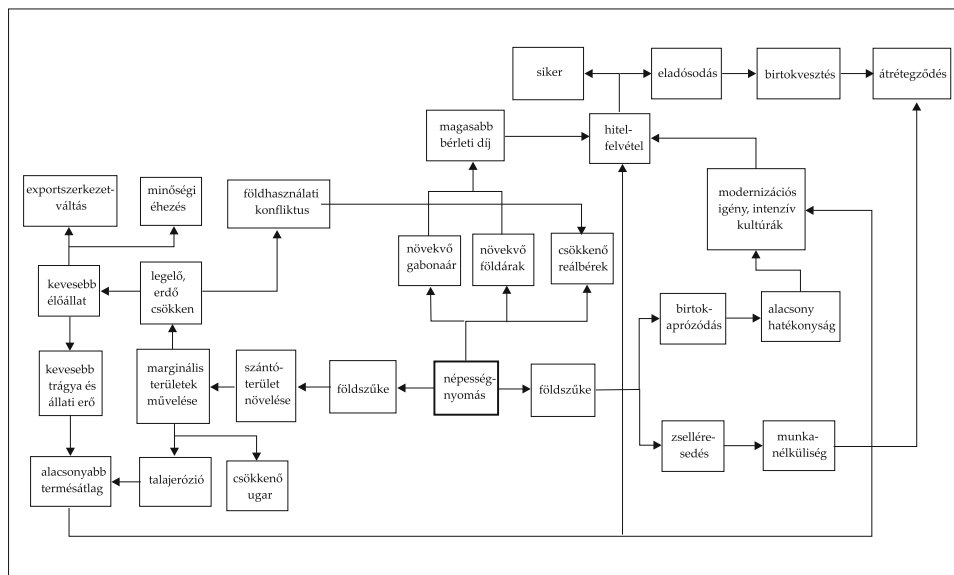 siker
eladósodás
birtokvesztés
átrétegződés
magasabb
bérleti díj
hitel-
felvétel
exportszerkezet-
váltás
minőségi
éhezés
földhasználati
konfliktus
modernizációs
igény, intenzív
kultúrák
növekvő
gabonaár
növekvő
földárak
csökkenő
reálbérek
kevesebb
élőállat
legelő,
erdő
csökken
birtok-
aprózódás
alacsony
hatékonyság
kevesebb
trágya és
állati erő
marginális
területek
művelése
szántó-
terület
növelése
földszűke
népesség-
nyomás
földszűke
zsellére-
sedés
munka-
nélküliség
alacsonyabb
termésátlag
talajerózió
csökkenő
ugar